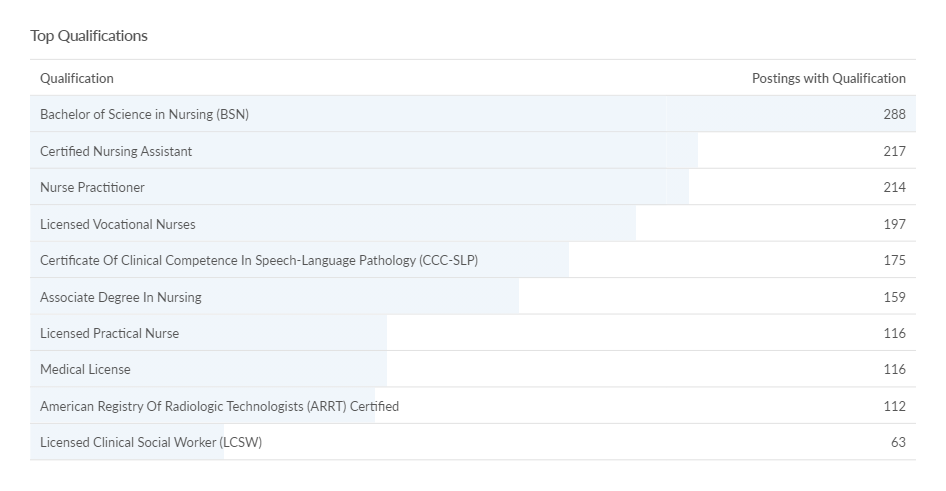 Top Qualifications
Qualification Postings with Qualification
Bachelor of Science in Nursing (BSN) 288
Certified Nursing Assistant 217
Nurse Practitioner 214
Licensed Vocational Nurses 197
Certificate Of Clinical Competence In Speech-Language Pathology (CCC-SLP) 175
Associate Degree In Nursing 159
Licensed Practical Nurse 116
Medical License 116
American Registry Of Radiologic Technologists (ARRT) Certified 112
Licensed Clinical Social Worker (LCSW) 63